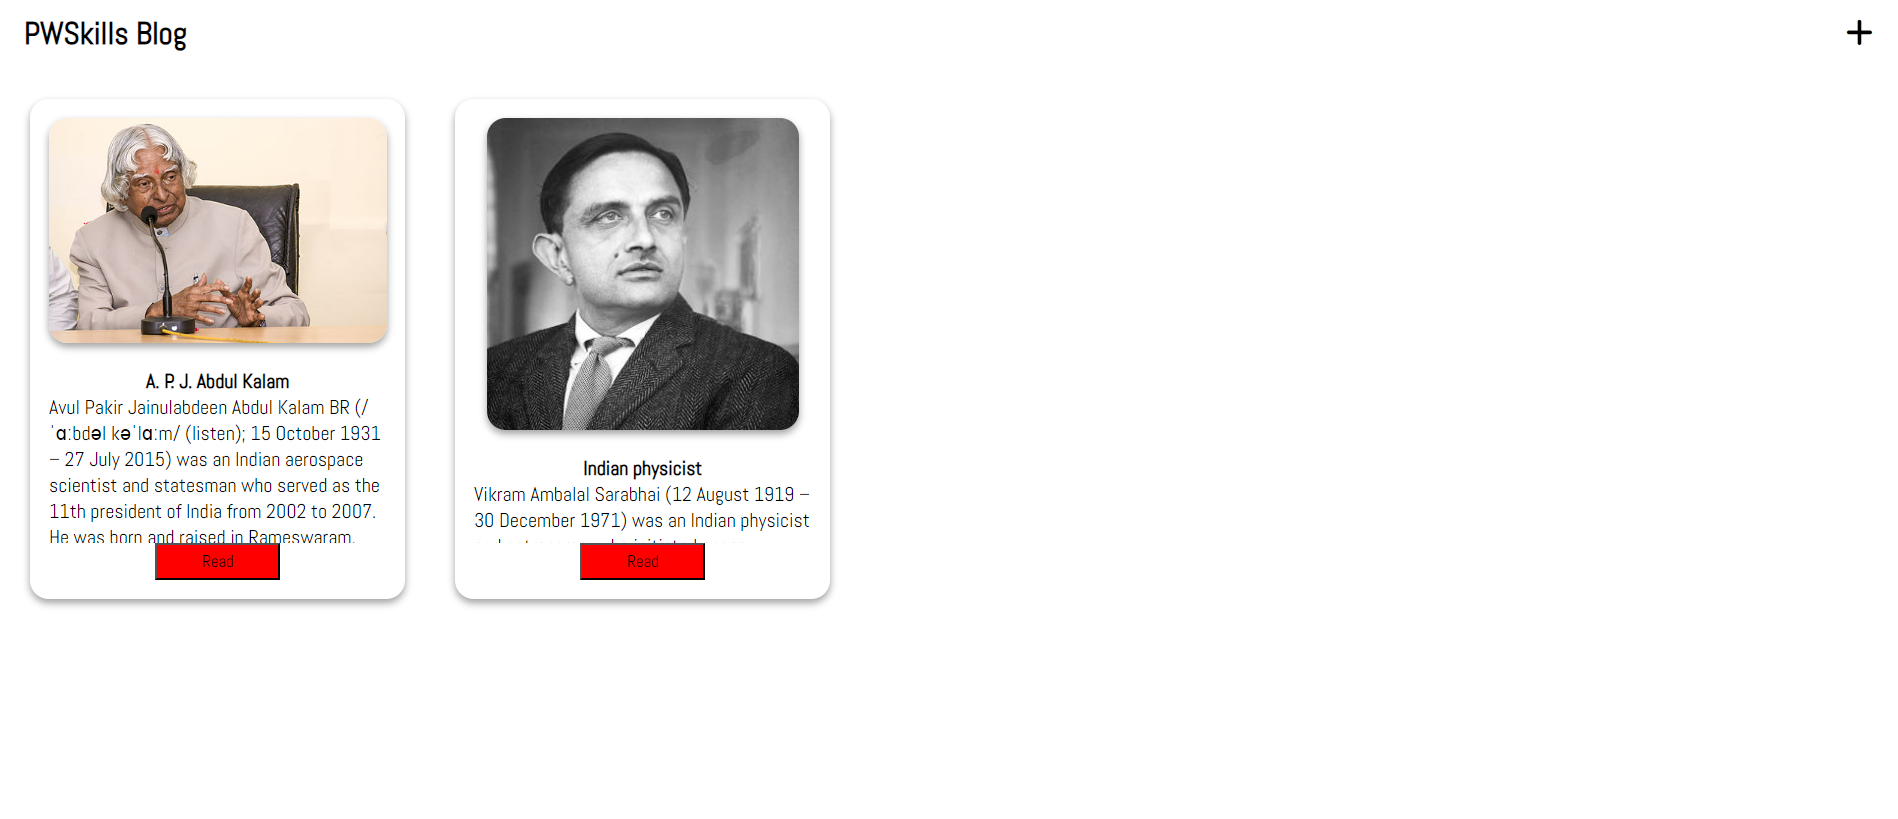 PWSkills Blog
A. P. J. Abdul Kalam
Avul Pakir Jainulabdeen Abdul Kalam BR (/
ˈɑːbdəl kəˈlɑːm/ (listen); 15 October 1931
– 27 July 2015) was an Indian aerospace
scientist and statesman who served as the
11th president of India from 2002 to 2007.
He was born and raised in Rameswaram,
Read
Indian physicist
Vikram Ambalal Sarabhai (12 August 1919 –
30 December 1971) was an Indian physicist
Read